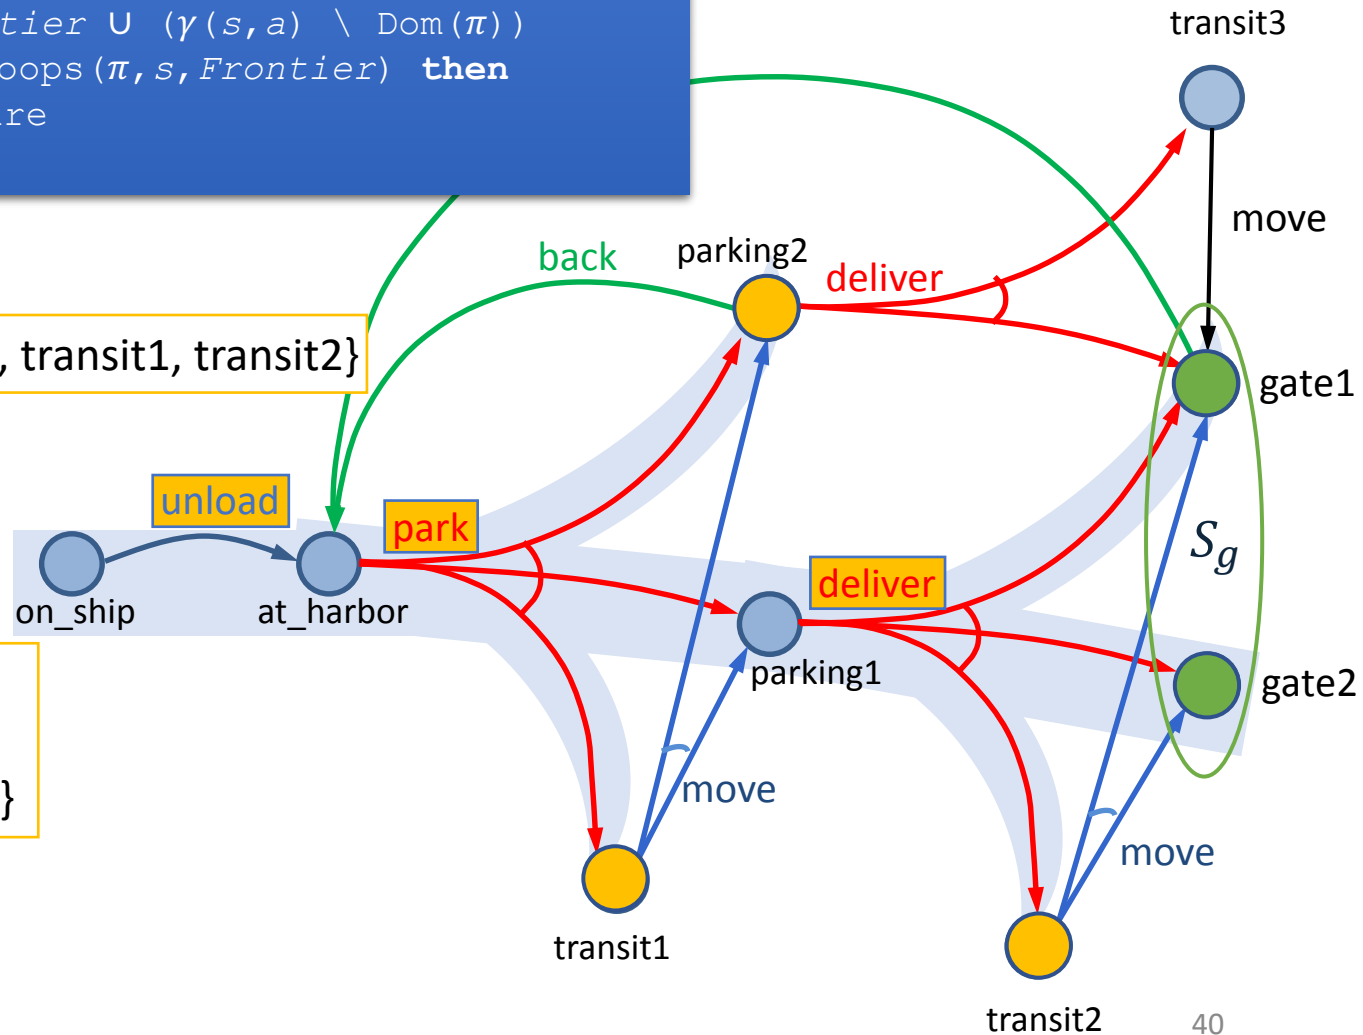 tier ∪ (γ(s,a) \ Dom(π))
oops(π,s,Frontier) then
re
transit3
move
parking2
back
deliver
, transit1, transit2}
gate1
unload
park
S_g
deliver
on_ship
at_harbor
parking1
gate2
}
move
move
transit1
transit2
40